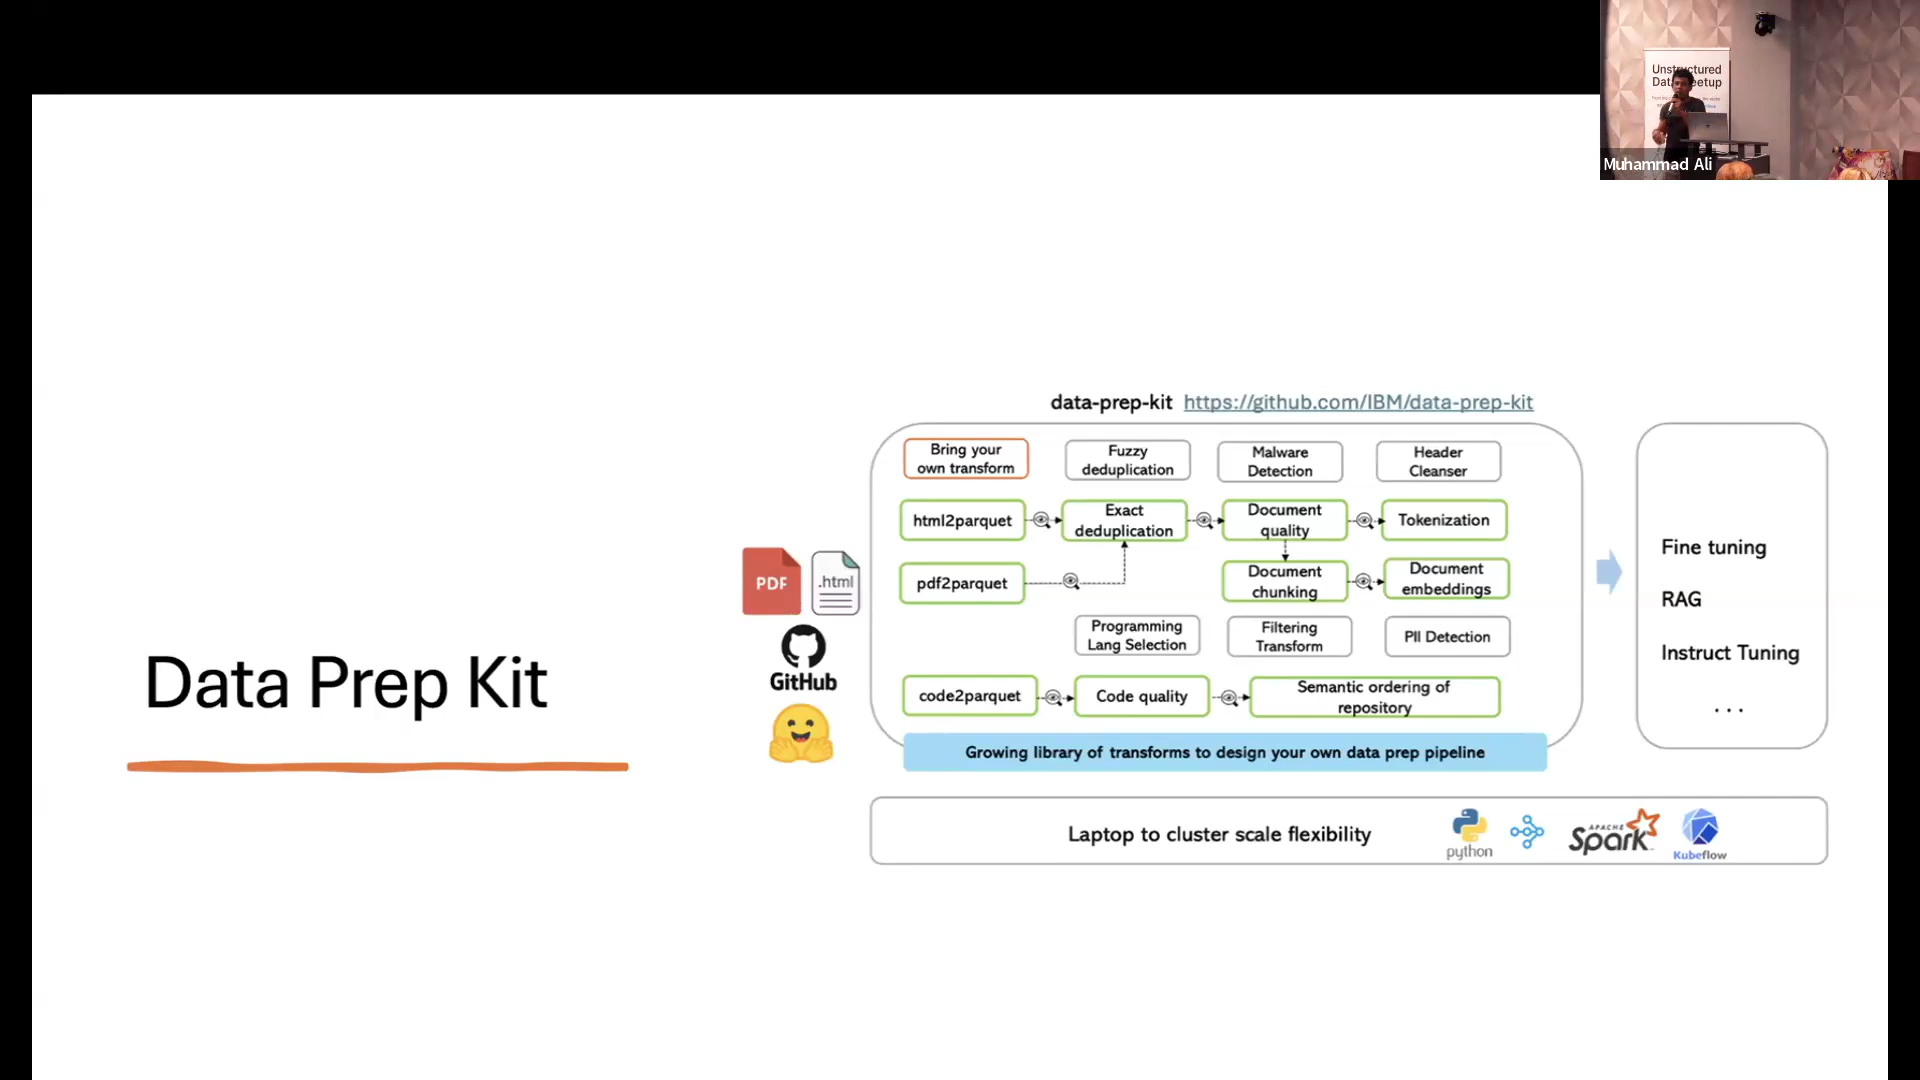 Unstructured
Data Meetup
Muhammad Ali
Data Prep Kit
data-prep-kit https://github.com/IBM/data-prep-kit
Bring your
own transform
Fuzzy
deduplication
Malware
Detection
Header
Cleanser
html2parquet
Exact
deduplication
Document
quality
Tokenization
pdf2parquet
Document
chunking
Document
embeddings
Programming
Lang Selection
Filtering
Transform
PII Detection
code2parquet
Code quality
Semantic ordering of
repository
Growing library of transforms to design your own data prep pipeline
PDF
.html
GitHub
Fine tuning
RAG
Instruct Tuning
...
Laptop to cluster scale flexibility
python
APACHE
Spark
Kubeflow